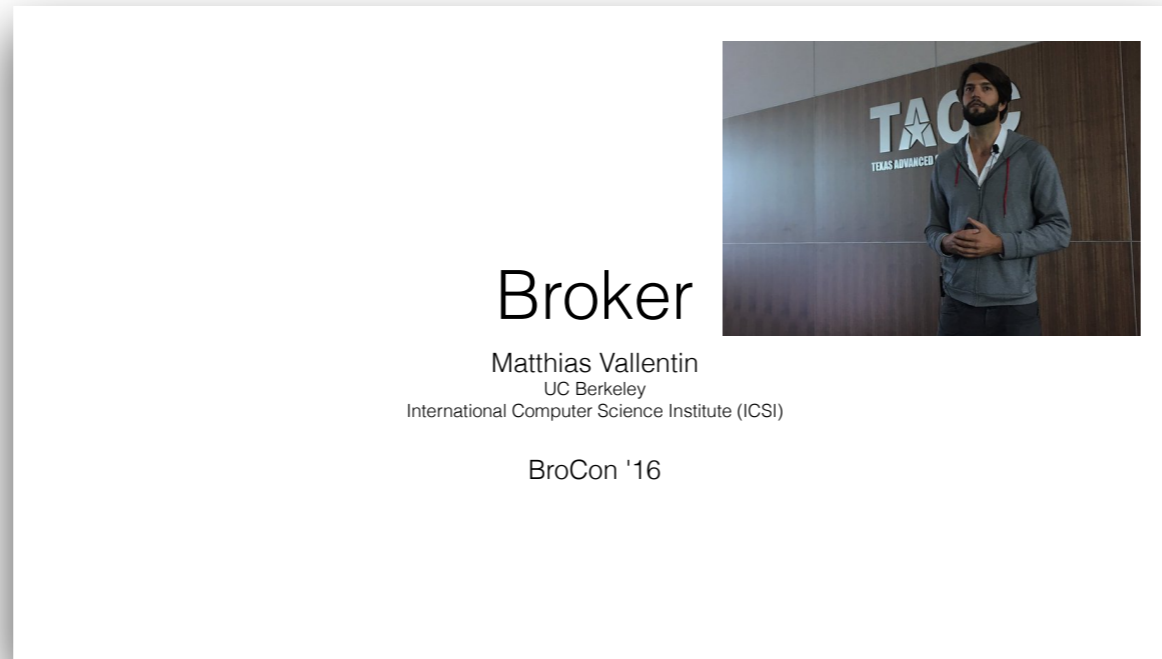 Broker
Matthias Vallentin
UC Berkeley
International Computer Science Institute (ICSI)
BroCon '16
TACC
TEXAS ADVANCED